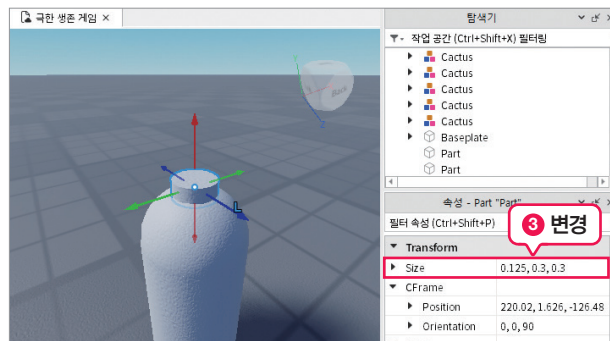 극한 생존 게임 ×
Back
L
탐색기
작업 공간 (Ctrl+Shift+X) 필터링
Cactus
Cactus
Cactus
Cactus
Cactus
Baseplate
Part
Part
속성 - Part "Part"
필터 속성 (Ctrl+Shift+P)
3 변경
Transform
Size 0.125, 0.3, 0.3
CFrame
Position 220.02, 1.626, -126.48
Orientation 0, 0, 90